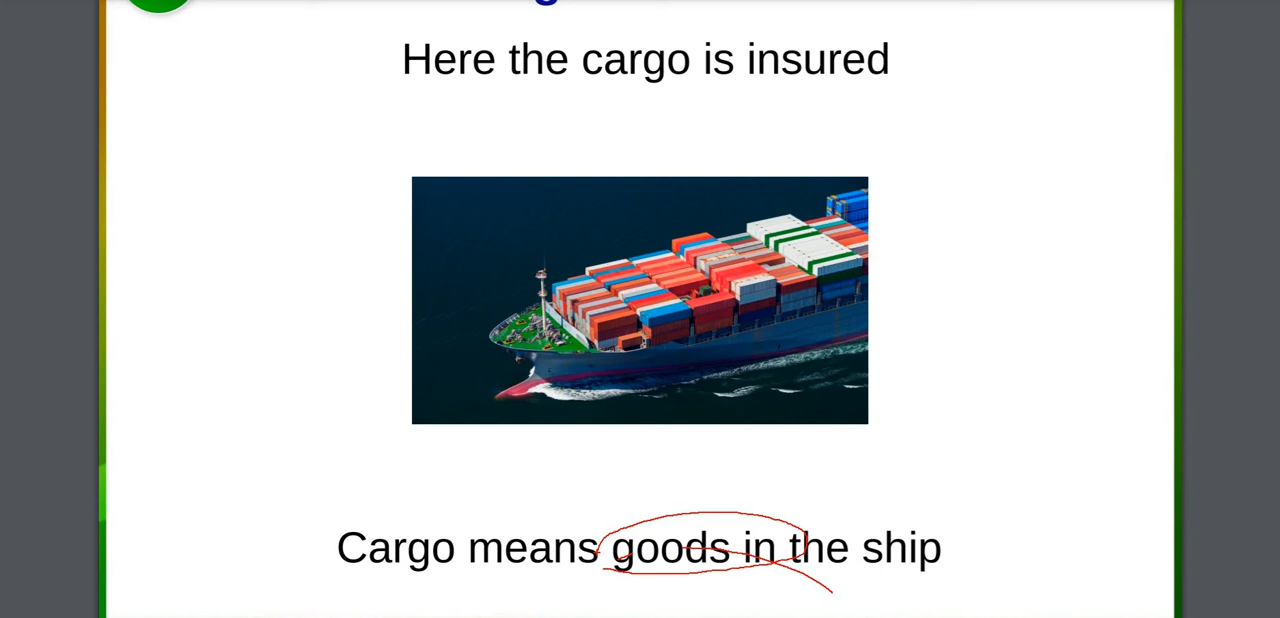 Here the cargo is insured
Cargo means goods in the ship